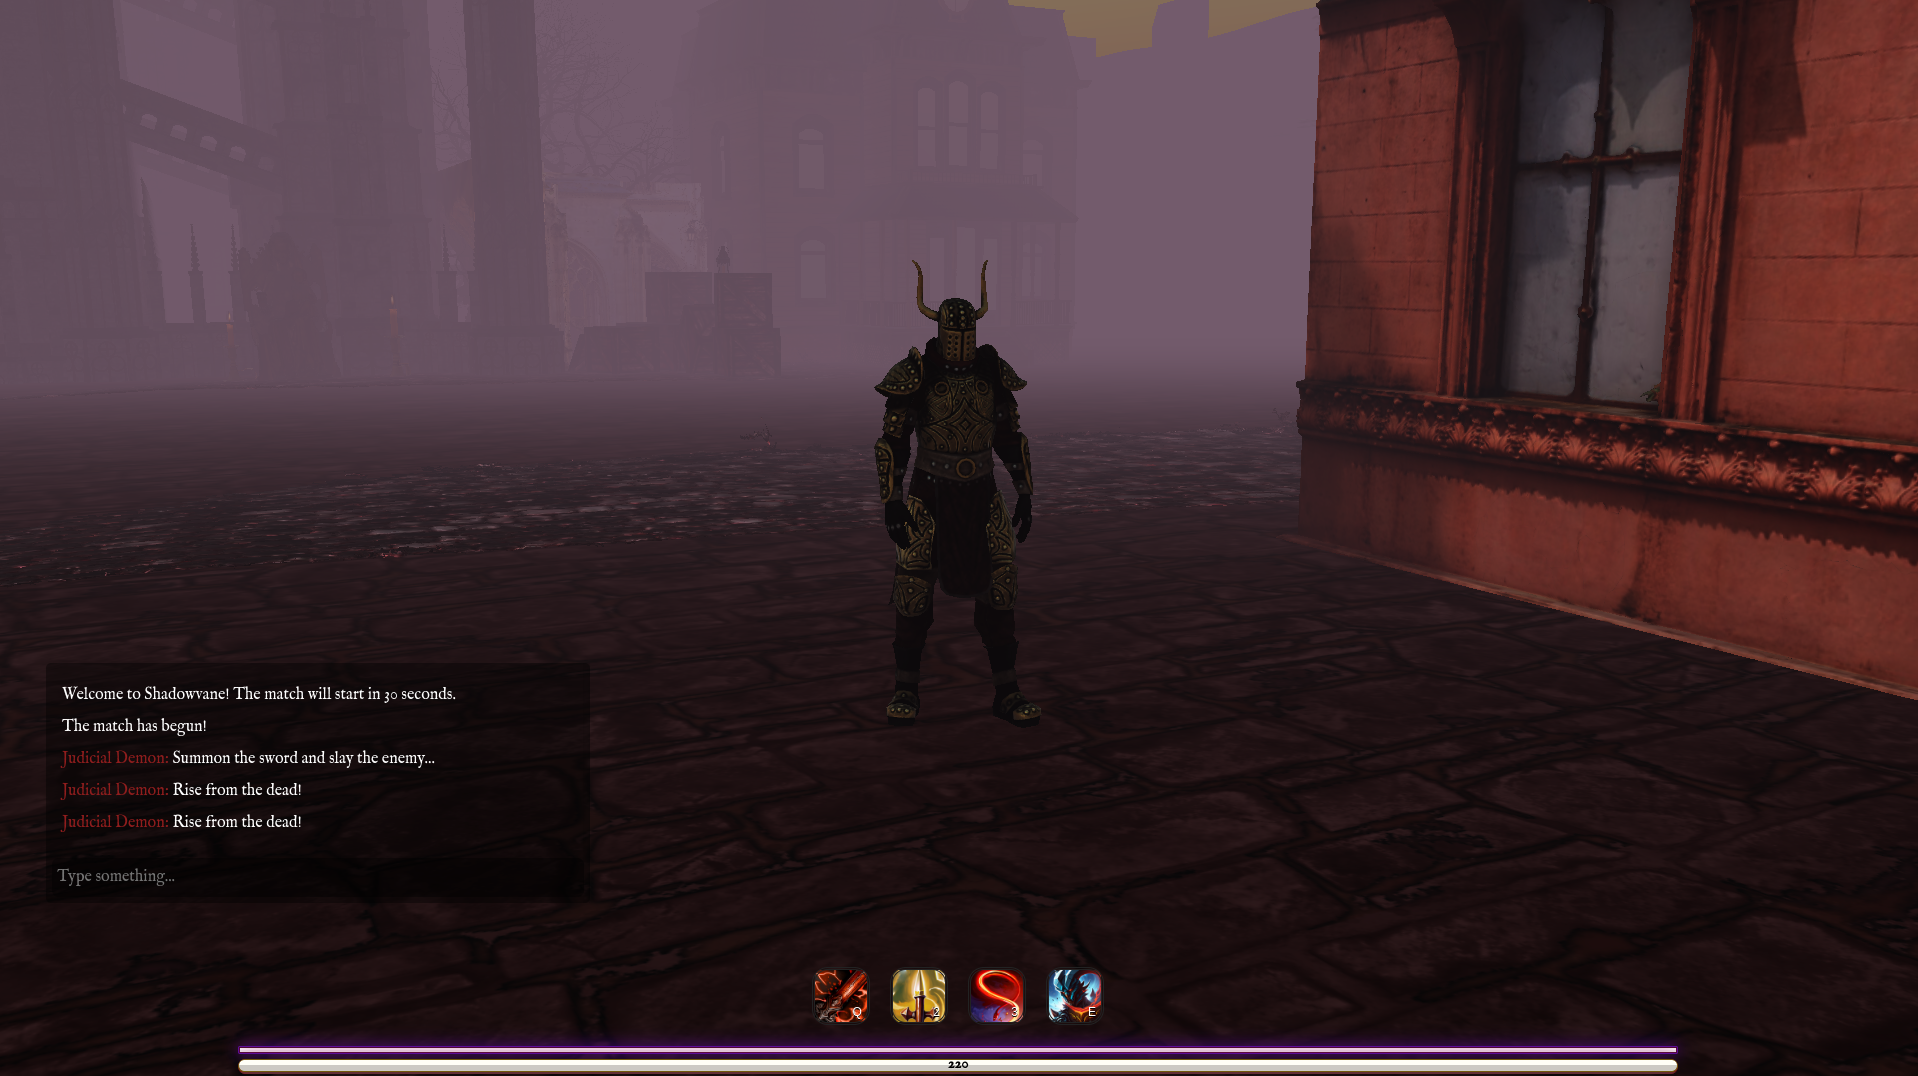 Welcome to Shadowvane! The match will start in 30 seconds.
The match has begun!
Judicial Demon: Summon the sword and slay the enemy...
Judicial Demon: Rise from the dead!
Judicial Demon: Rise from the dead!
Type something...
Q 2 3 E
220